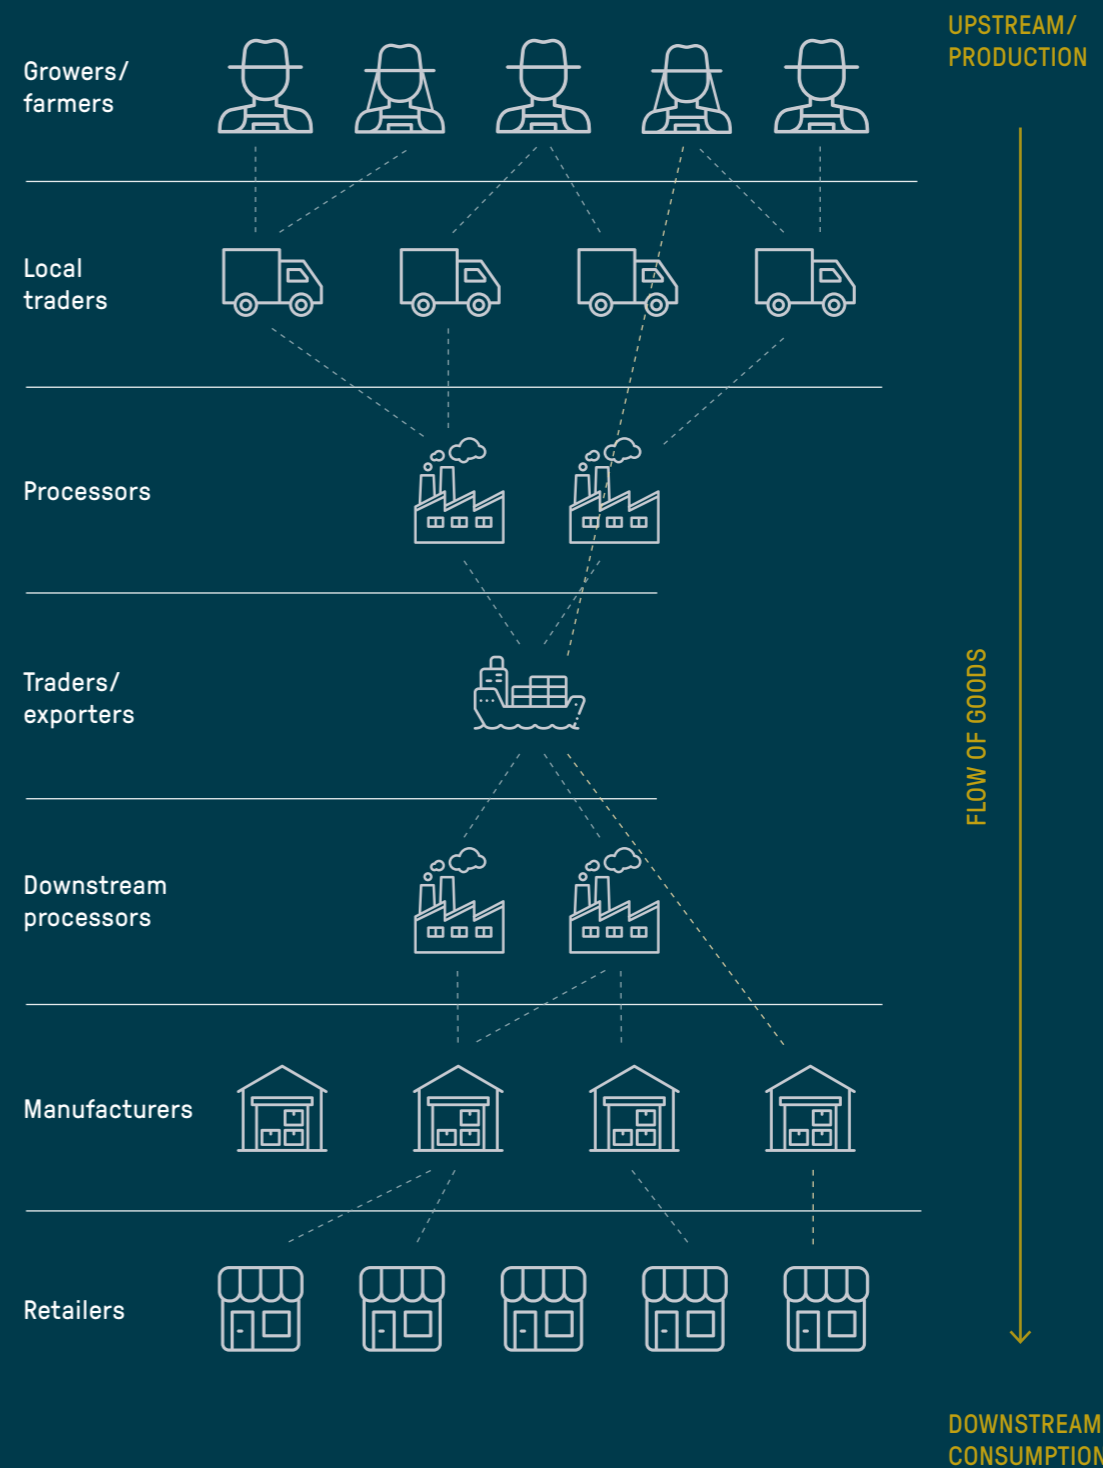 UPSTREAM/
PRODUCTION
Growers/
farmers
Local
traders
Processors
Traders/
exporters
FLOW OF GOODS
Downstream
processors
Manufacturers
Retailers
DOWNSTREAM
CONSUMPTION